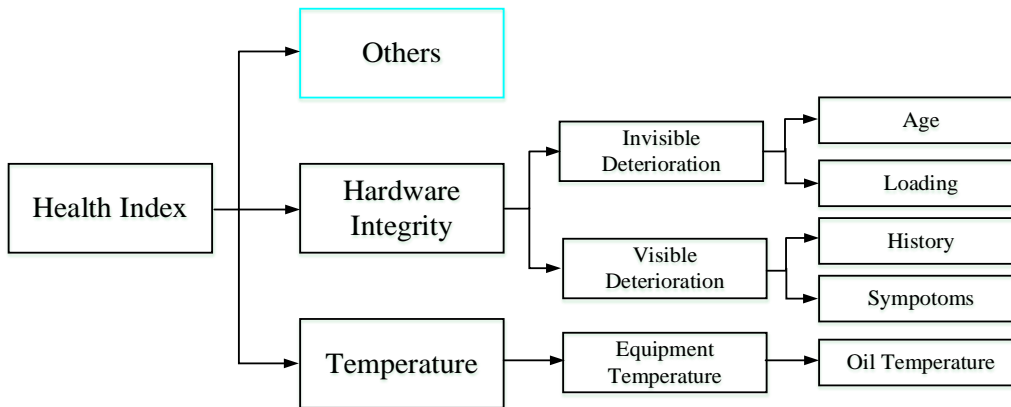 Others
Health Index
Hardware
Integrity
Invisible
Deterioration
Age
Loading
Visible
Deterioration
History
Sympotoms
Temperature
Equipment
Temperature
Oil Temperature